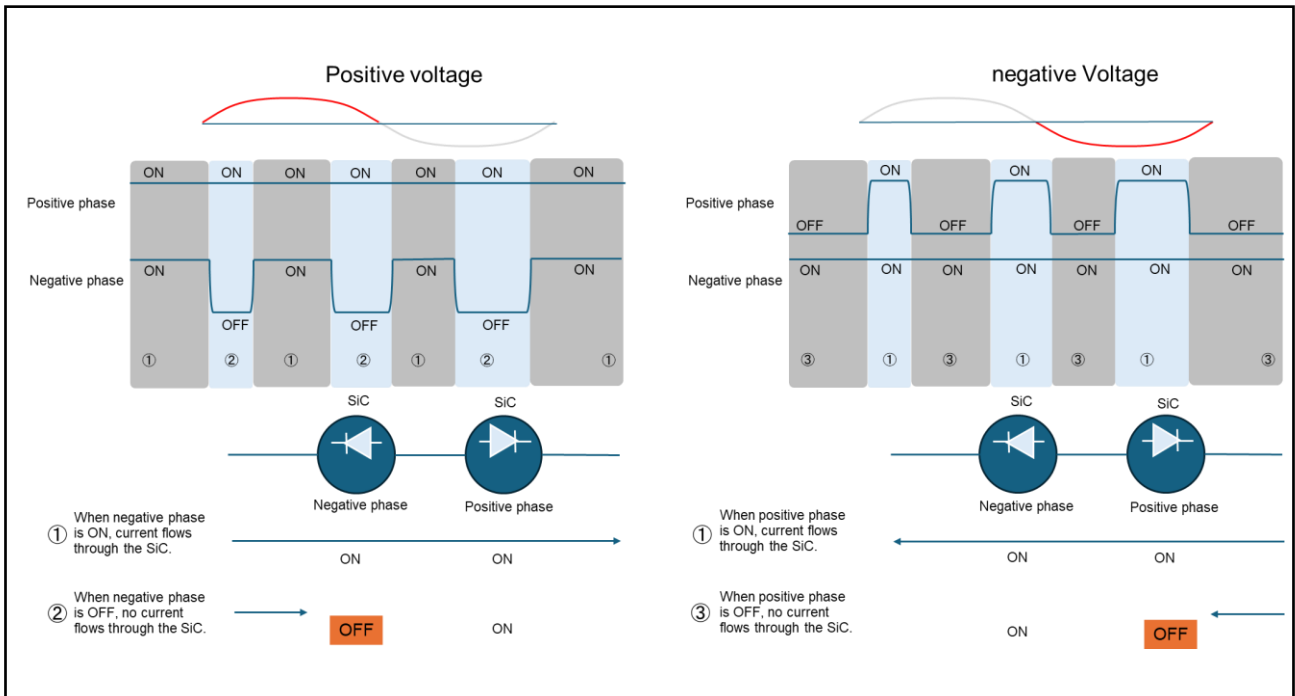 Positive voltage
ON ON ON ON ON ON ON
Positive phase
Negative phase
ON ON ON ON
OFF OFF OFF
① ② ① ② ① ② ①
SiC SiC
Negative phase Positive phase
① When negative phase
is ON, current flows
through the SiC.
ON ON
② When negative phase
is OFF, no current
flows through the SiC.
OFF ON
negative Voltage
ON ON ON
Positive phase
OFF OFF OFF OFF
Negative phase
ON ON ON ON ON ON ON
③ ① ③ ① ③ ① ③
SiC SiC
Negative phase Positive phase
① When positive phase
is ON, current flows
through the SiC.
ON ON
③ When positive phase
is OFF, no current
flows through the SiC.
ON OFF